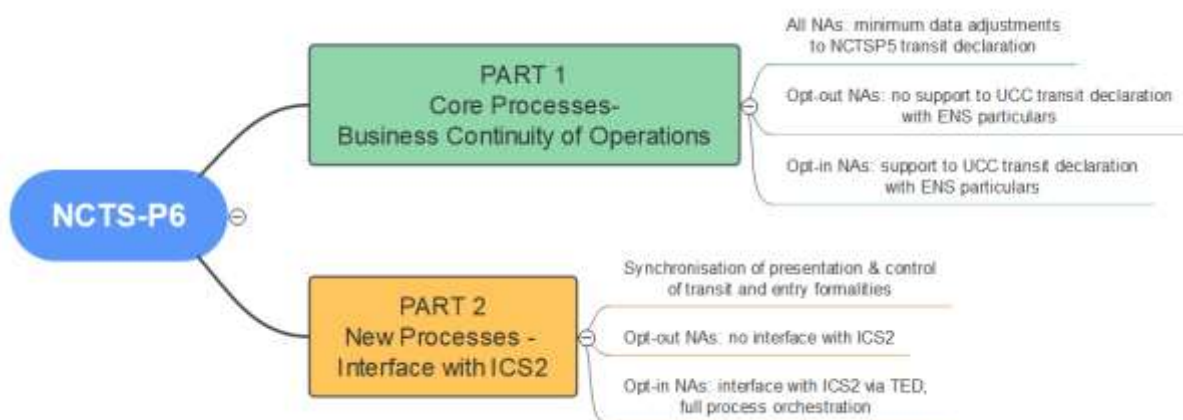 NCTS-P6
PART 1
Core Processes-
Business Continuity of Operations
All NAs: minimum data adjustments
to NCTSP5 transit declaration
Opt-out NAs: no support to UCC transit declaration
with ENS particulars
Opt-in NAs: support to UCC transit declaration
with ENS particulars
PART 2
New Processes -
Interface with ICS2
Synchronisation of presentation & control
of transit and entry formalities
Opt-out NAs: no interface with ICS2
Opt-in NAs: interface with ICS2 via TED,
full process orchestration